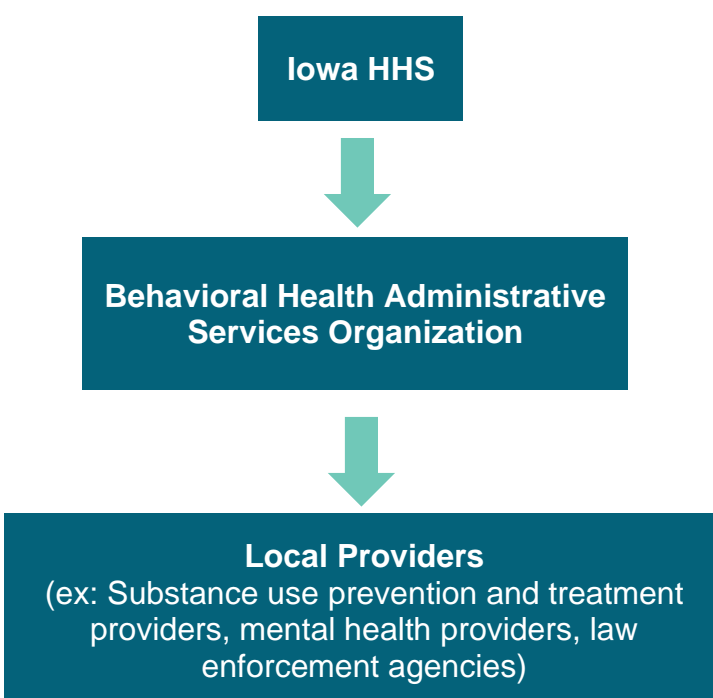 Iowa HHS
Behavioral Health Administrative
Services Organization
Local Providers
(ex: Substance use prevention and treatment
providers, mental health providers, law
enforcement agencies)